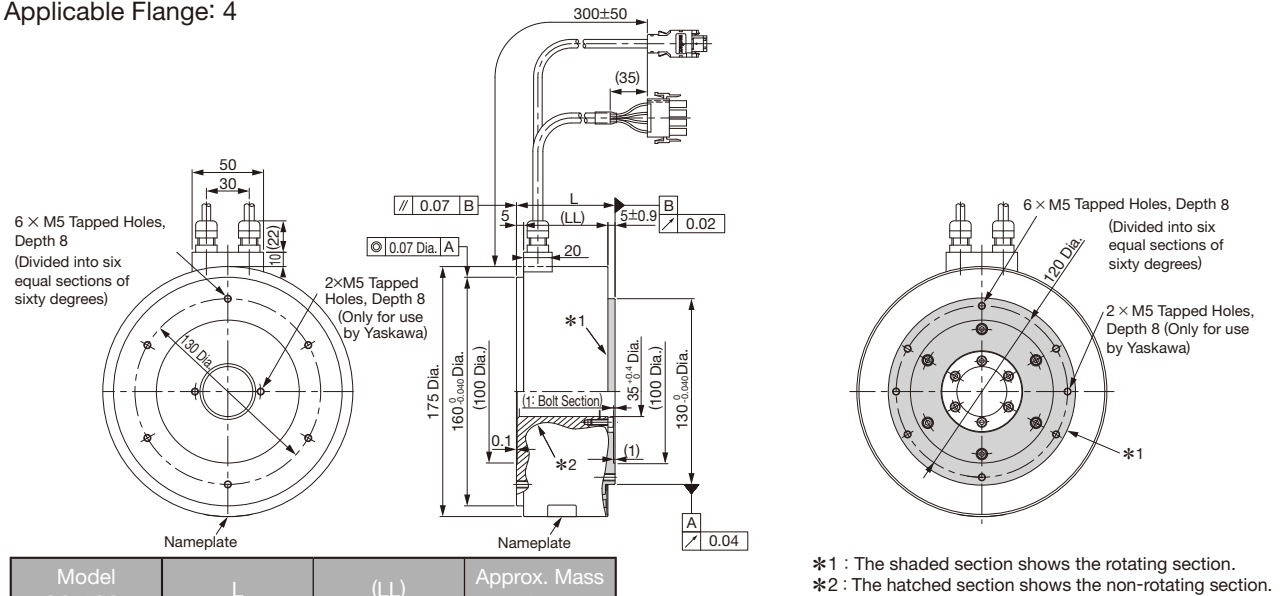 Applicable Flange: 4
300±50
(35)
50
30
(22)
10
6 × M5 Tapped Holes,
Depth 8
(Divided into six
equal sections of
sixty degrees)
2×M5 Tapped
Holes, Depth 8
(Only for use
by Yaskawa)
130 Dia.
Nameplate
// 0.07 B
L
B
5
(LL)
5±0.9
↗ 0.02
◎ 0.07 Dia. A
20
∗1
175 Dia.
160 0 -0.040 Dia.
(100 Dia.)
(1: Bolt Section)
35 +0.4 0 Dia.
(100 Dia.)
130 0 -0.040 Dia.
0.1
∗2
(1)
A
↗ 0.04
Nameplate
6 × M5 Tapped Holes, Depth 8
(Divided into six
equal sections of
sixty degrees)
120 Dia.
2 × M5 Tapped Holes,
Depth 8 (Only for use
by Yaskawa)
∗1
Model
L
(LL)
Approx. Mass
∗1 : The shaded section shows the rotating section.
∗2 : The hatched section shows the non-rotating section.